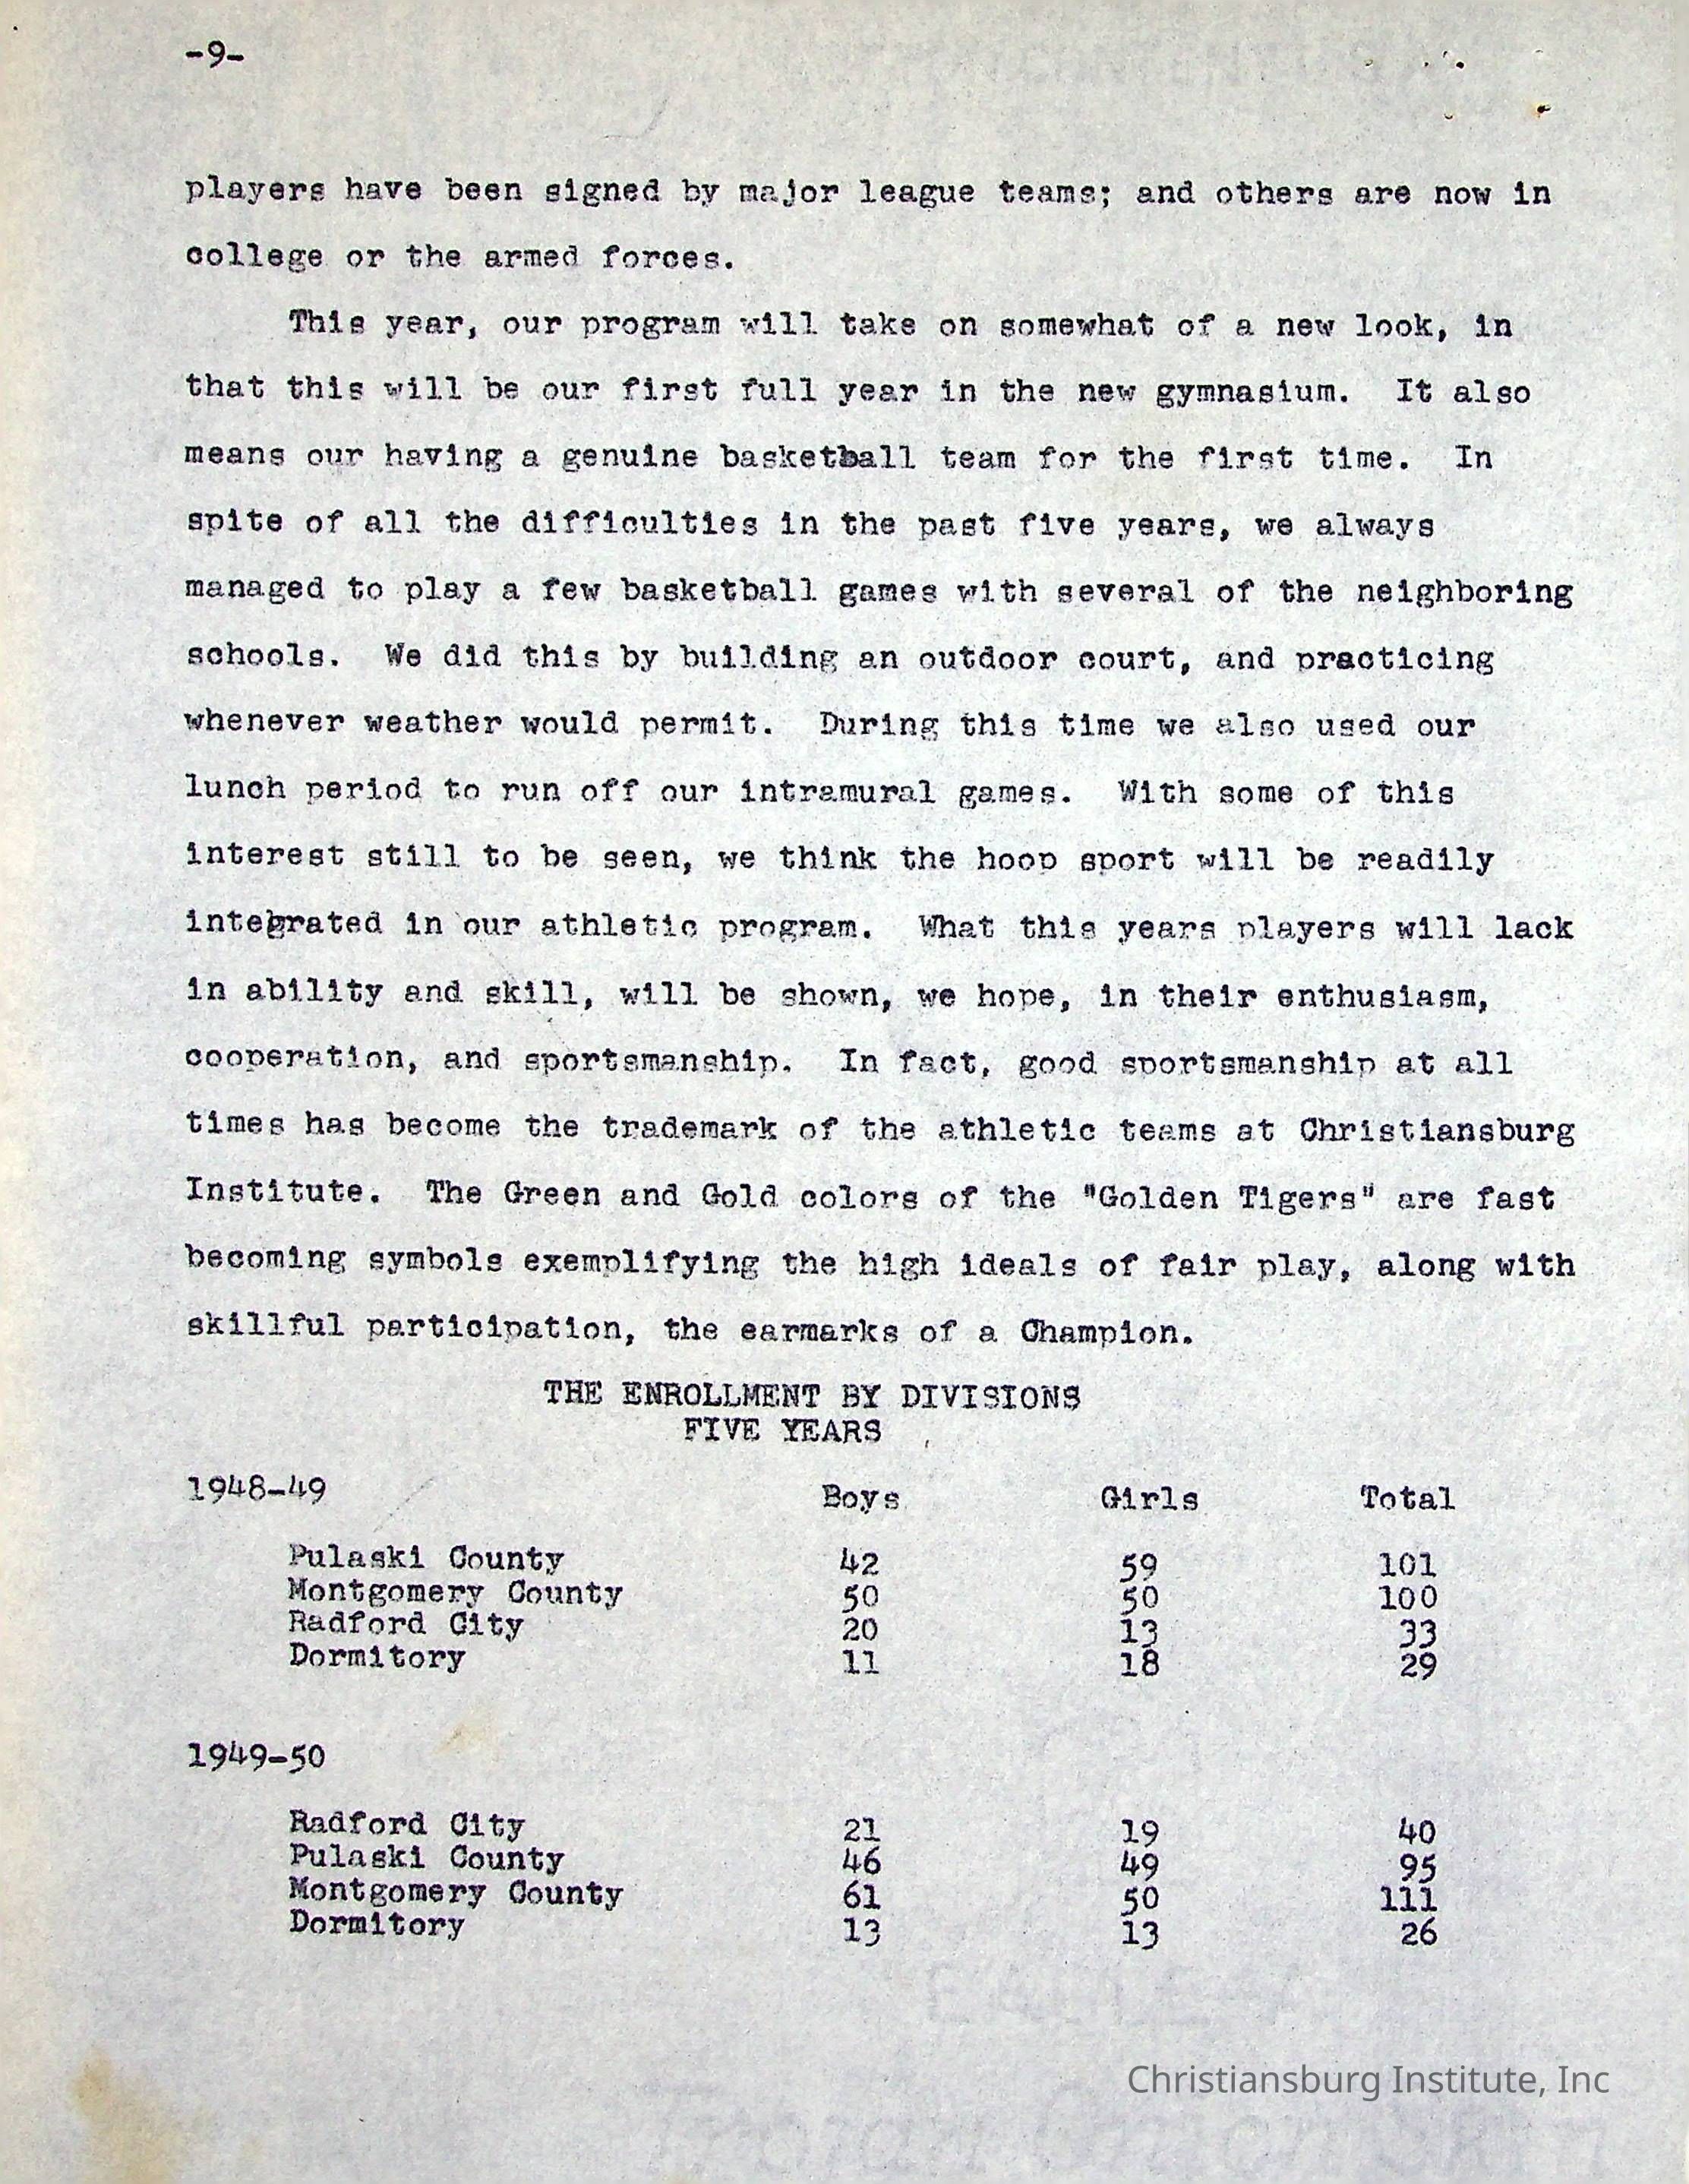 -9-
players have been signed by major league teams; and others are now in
college or the armed forces.
This year, our program will take on somewhat of a new look, in
that this will be our first full year in the new gymnasium. It also
means our having a genuine basketball team for the first time. In
spite of all the difficulties in the past five years, we always
managed to play a few basketball games with several of the neighboring
schools. We did this by building an outdoor court, and practicing
whenever weather would permit. During this time we also used our
lunch period to run off our intramural games. With some of this
interest still to be seen, we think the hoop sport will be readily
integrated in our athletic program. What this years players will lack
in ability and skill, will be shown, we hope, in their enthusiasm,
cooperation, and sportsmanship. In fact, good sportsmanship at all
times has become the trademark of the athletic teams at Christiansburg
Institute. The Green and Gold colors of the "Golden Tigers" are fast
becoming symbols exemplifying the high ideals of fair play, along with
skillful participation, the earmarks of a Champion.
THE ENROLLMENT BY DIVISIONS
FIVE YEARS
1948-49 Boys Girls Total
Pulaski County 42 59 101
Montgomery County 50 50 100
Radford City 20 13 33
Dormitory 11 18 29
1949-50
Radford City 21 19 40
Pulaski County 46 49 95
Montgomery County 61 50 111
Dormitory 13 13 26
Christiansburg Institute, Inc